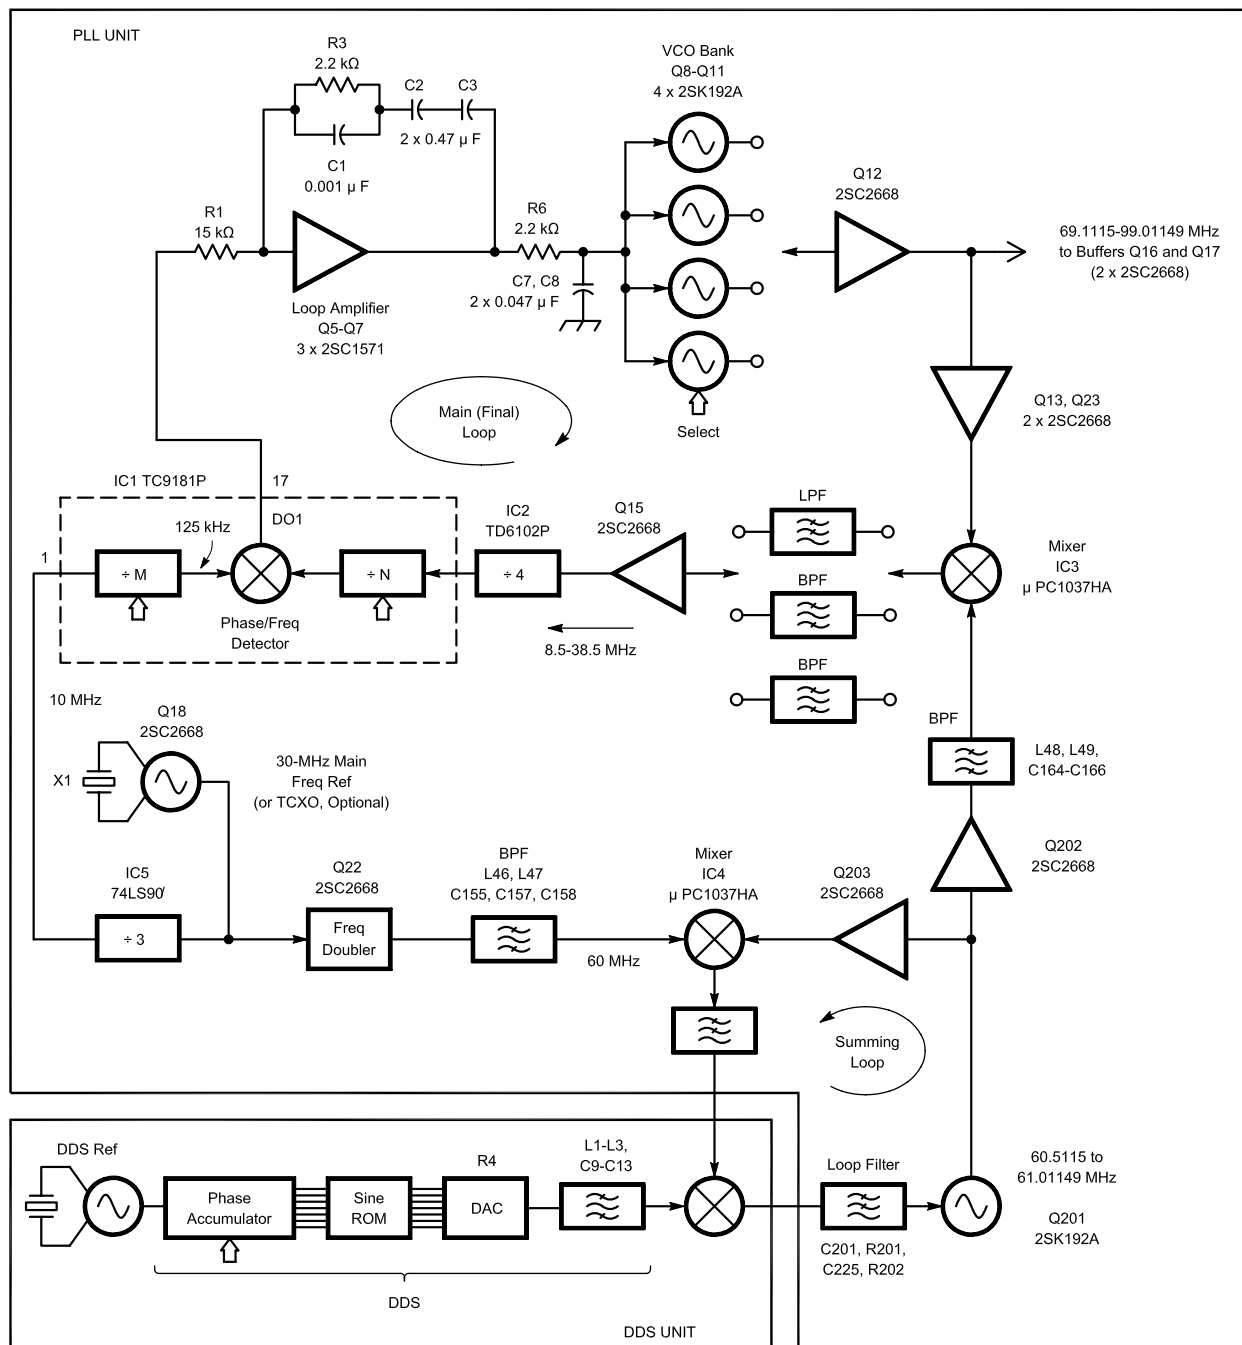 PLL UNIT
R3
2.2 kΩ
C2
C3
2 x 0.47 µ F
C1
0.001 µ F
R1
15 kΩ
Loop Amplifier
Q5-Q7
3 x 2SC1571
R6
2.2 kΩ
C7, C8
2 x 0.047 µ F
VCO Bank
Q8-Q11
4 x 2SK192A
Select
Q12
2SC2668
69.1115-99.01149 MHz
to Buffers Q16 and Q17
(2 x 2SC2668)
Q13, Q23
2 x 2SC2668
Main (Final)
Loop
IC1 TC9181P
17
DO1
125 kHz
1
÷ M
÷ N
Phase/Freq
Detector
IC2
TD6102P
÷ 4
Q15
2SC2668
8.5-38.5 MHz
LPF
BPF
BPF
Mixer
IC3
µ PC1037HA
10 MHz
Q18
2SC2668
X1
30-MHz Main
Freq Ref
(or TCXO, Optional)
BPF
L48, L49,
C164-C166
Q202
2SC2668
IC5
74LS90
÷ 3
Q22
2SC2668
Freq
Doubler
BPF
L46, L47
C155, C157, C158
60 MHz
Mixer
IC4
µ PC1037HA
Q203
2SC2668
Summing
Loop
DDS Ref
Phase
Accumulator
Sine
ROM
R4
DAC
L1-L3,
C9-C13
DDS
DDS UNIT
Loop Filter
C201, R201,
C225, R202
60.5115 to
61.01149 MHz
Q201
2SK192A